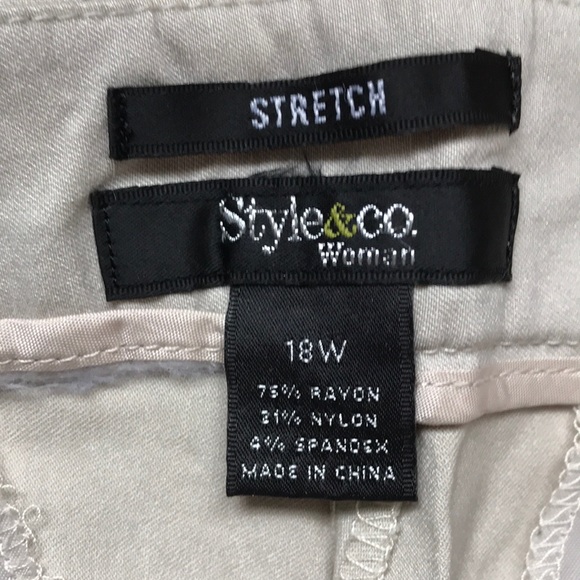 STRETCH
Style&co.
Woman
18W
75% RAYON
21% NYLON
4% SPANDEX
MADE IN CHINA